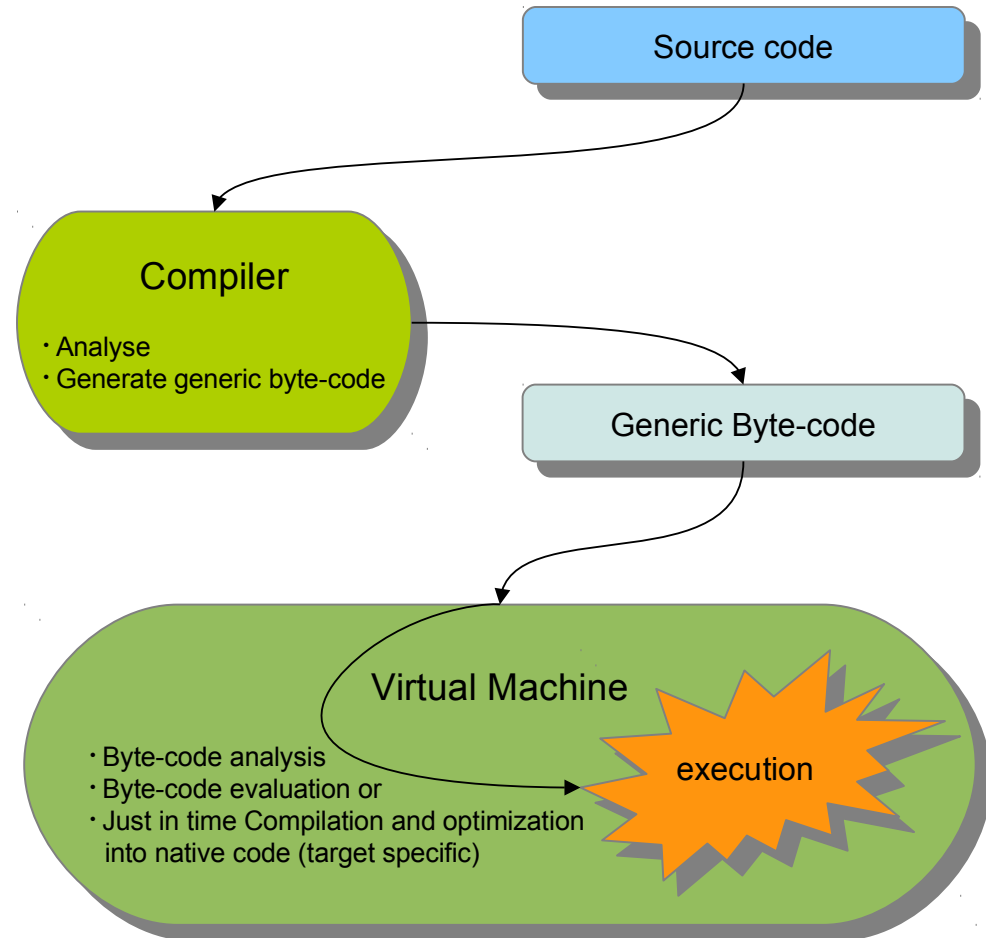 Source code
Compiler
· Analyse
· Generate generic byte-code
Generic Byte-code
Virtual Machine
· Byte-code analysis
· Byte-code evaluation or
· Just in time Compilation and optimization
into native code (target specific)
execution